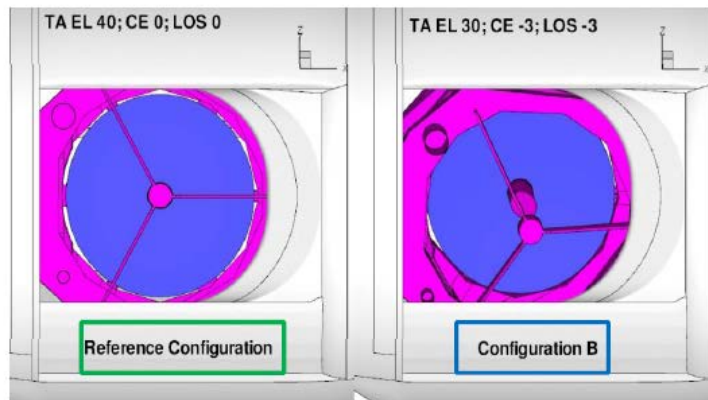 TA EL 40; CE 0; LOS 0
z
x
Reference Configuration
TA EL 30; CE -3; LOS -3
z
x
Configuration B